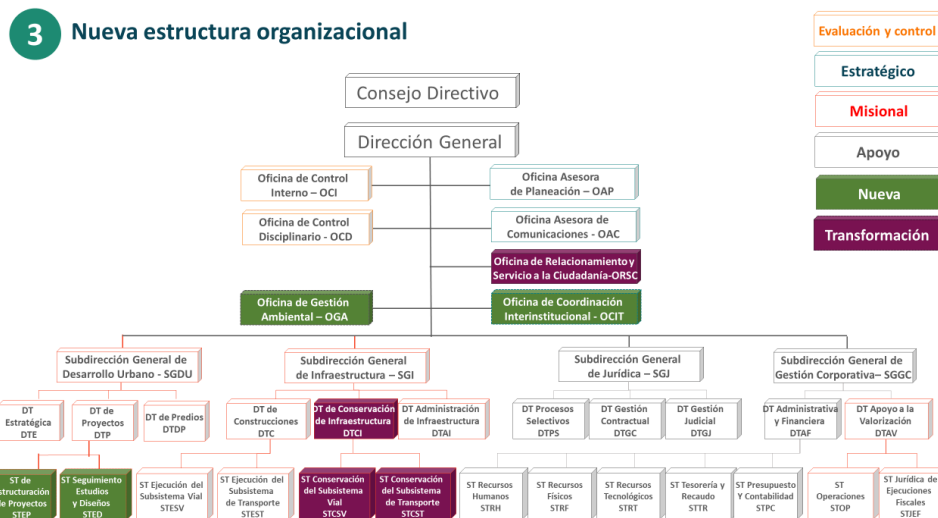 3
Nueva estructura organizacional
Evaluación y control
Estratégico
Misional
Apoyo
Nueva
Transformación
Consejo Directivo
Dirección General
Oficina de Control
Interno – OCI
Oficina Asesora
de Planeación – OAP
Oficina de Control
Disciplinario - OCD
Oficina Asesora de
Comunicaciones - OAC
Oficina de Relacionamiento y
Servicio a la Ciudadanía-ORSC
Oficina de Gestión
Ambiental – OGA
Oficina de Coordinación
Interinstitucional - OCIT
Subdirección General de
Desarrollo Urbano - SGDU
Subdirección General
de Infraestructura – SGI
Subdirección General
de Jurídica – SGJ
Subdirección General de
Gestión Corporativa– SGGC
DT
Estratégica
DTE
DT de
Proyectos
DTP
DT de Predios
DTDP
DT de
Construcciones
DTC
DT de Conservación
de Infraestructura
DTCI
DT Administración
de Infraestructura
DTAI
DT Procesos
Selectivos
DTPS
DT Gestión
Contractual
DTGC
DT Gestión
Judicial
DTGJ
DT Administrativa
y Financiera
DTAF
DT Apoyo a la
Valorización
DTAV
ST de
structuración
de Proyectos
STEP
ST Seguimiento
Estudios
y Diseños
STED
ST Ejecución del
Subsistema Vial
STESV
ST Ejecución del
Subsistema
de Transporte
STEST
ST Conservación
del Subsistema
Vial
STCSV
ST Conservación
del Subsistema
de Transporte
STCST
ST Recursos
Humanos
STRH
ST Recursos
Físicos
STRF
ST Recursos
Tecnológicos
STRT
ST Tesorería y
Recaudo
STTR
ST Presupuesto
Y Contabilidad
STPC
ST
Operaciones
STOP
ST Jurídica de
Ejecuciones
Fiscales
STJEF